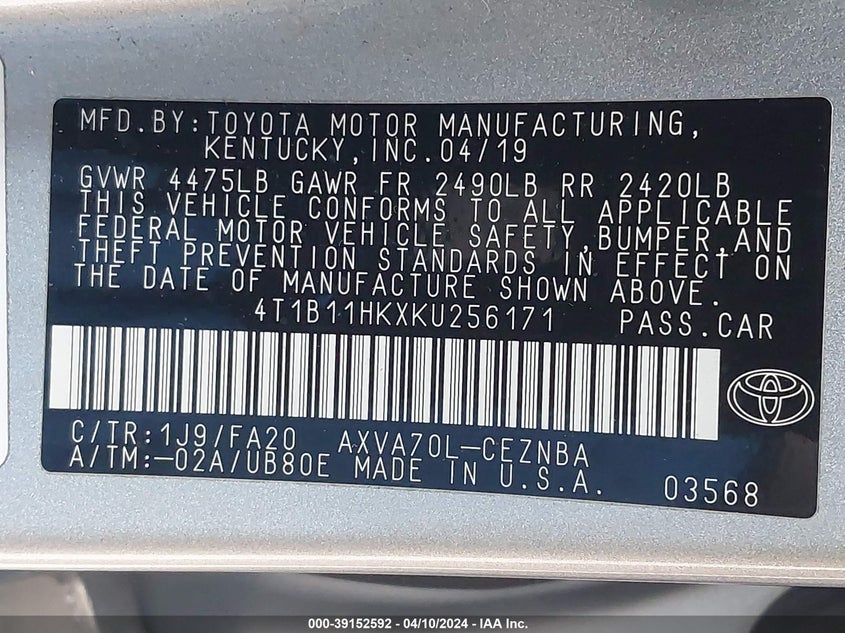 MFD.BY:TOYOTA MOTOR MANUFACTURING,
KENTUCKY,INC.04/19
GVWR 4475LB GAWR FR 2490LB RR 2420LB
THIS VEHICLE CONFORMS TO ALL APPLICABLE
FEDERAL MOTOR VEHICLE SAFETY,BUMPER,AND
THEFT PREVENTION STANDARDS IN EFFECT ON
THE DATE OF MANUFACTURE SHOWN ABOVE.
4T1B11HKXKU256171 PASS.CAR
C/TR:1J9/FA20 AXVA70L-CEZNBA
A/TM:-02A/UB80E MADE IN U.S.A. 03568
000-39152592 - 04/10/2024 - IAA Inc.